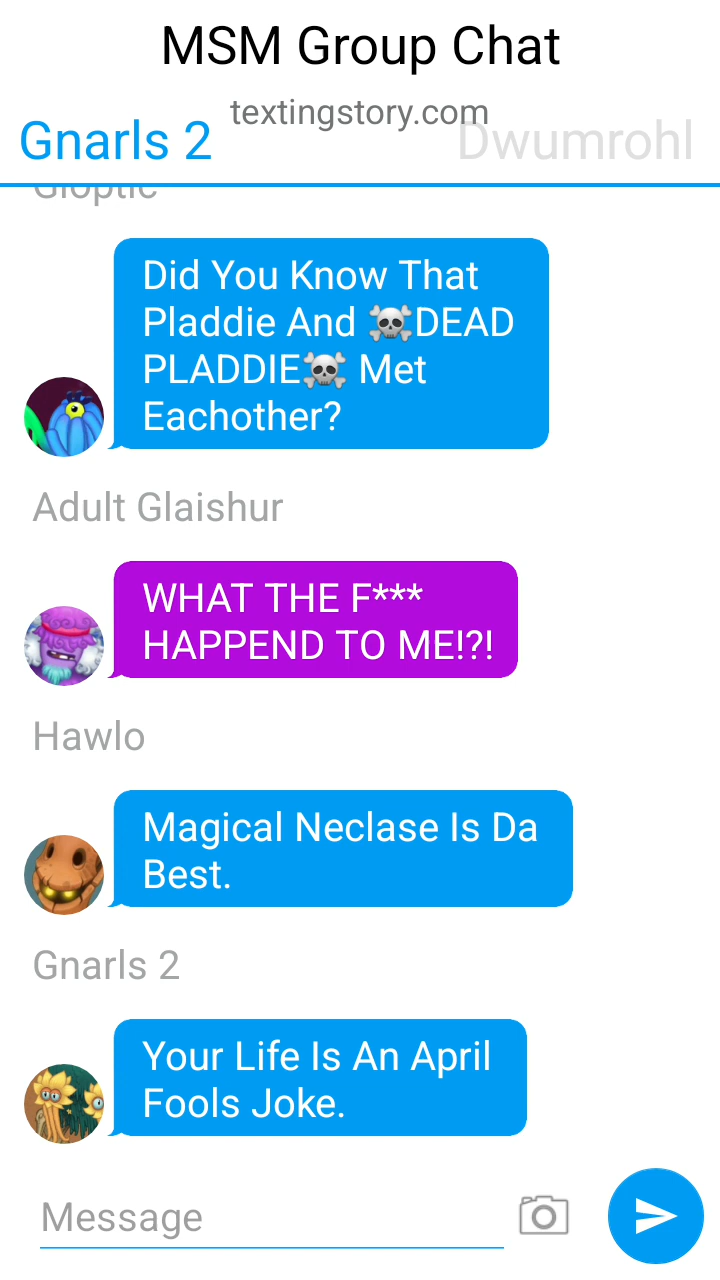 MSM Group Chat
textingstory.com
Gnarls 2
Dwumrohl
Gloptic
Did You Know That
Pladdie And ☠️DEAD
PLADDIE☠️ Met
Eachother?
Adult Glaishur
WHAT THE F***
HAPPEND TO ME!?!
Hawlo
Magical Neclase Is Da
Best.
Gnarls 2
Your Life Is An April
Fools Joke.
Message